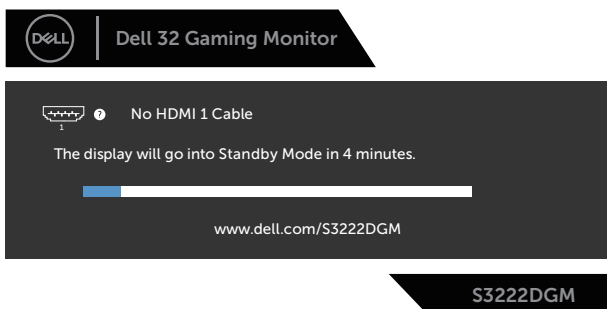 DELL
Dell 32 Gaming Monitor
? No HDMI 1 Cable
1
The display will go into Standby Mode in 4 minutes.
www.dell.com/S3222DGM
S3222DGM